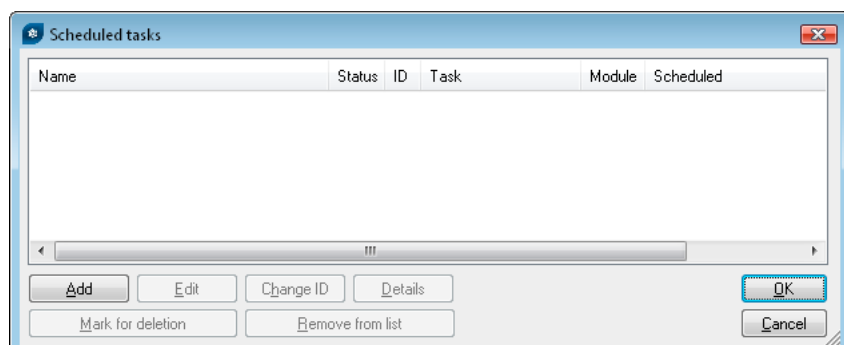 Scheduled tasks
Name Status ID Task Module Scheduled
Add Edit Change ID Details OK
Mark for deletion Remove from list Cancel